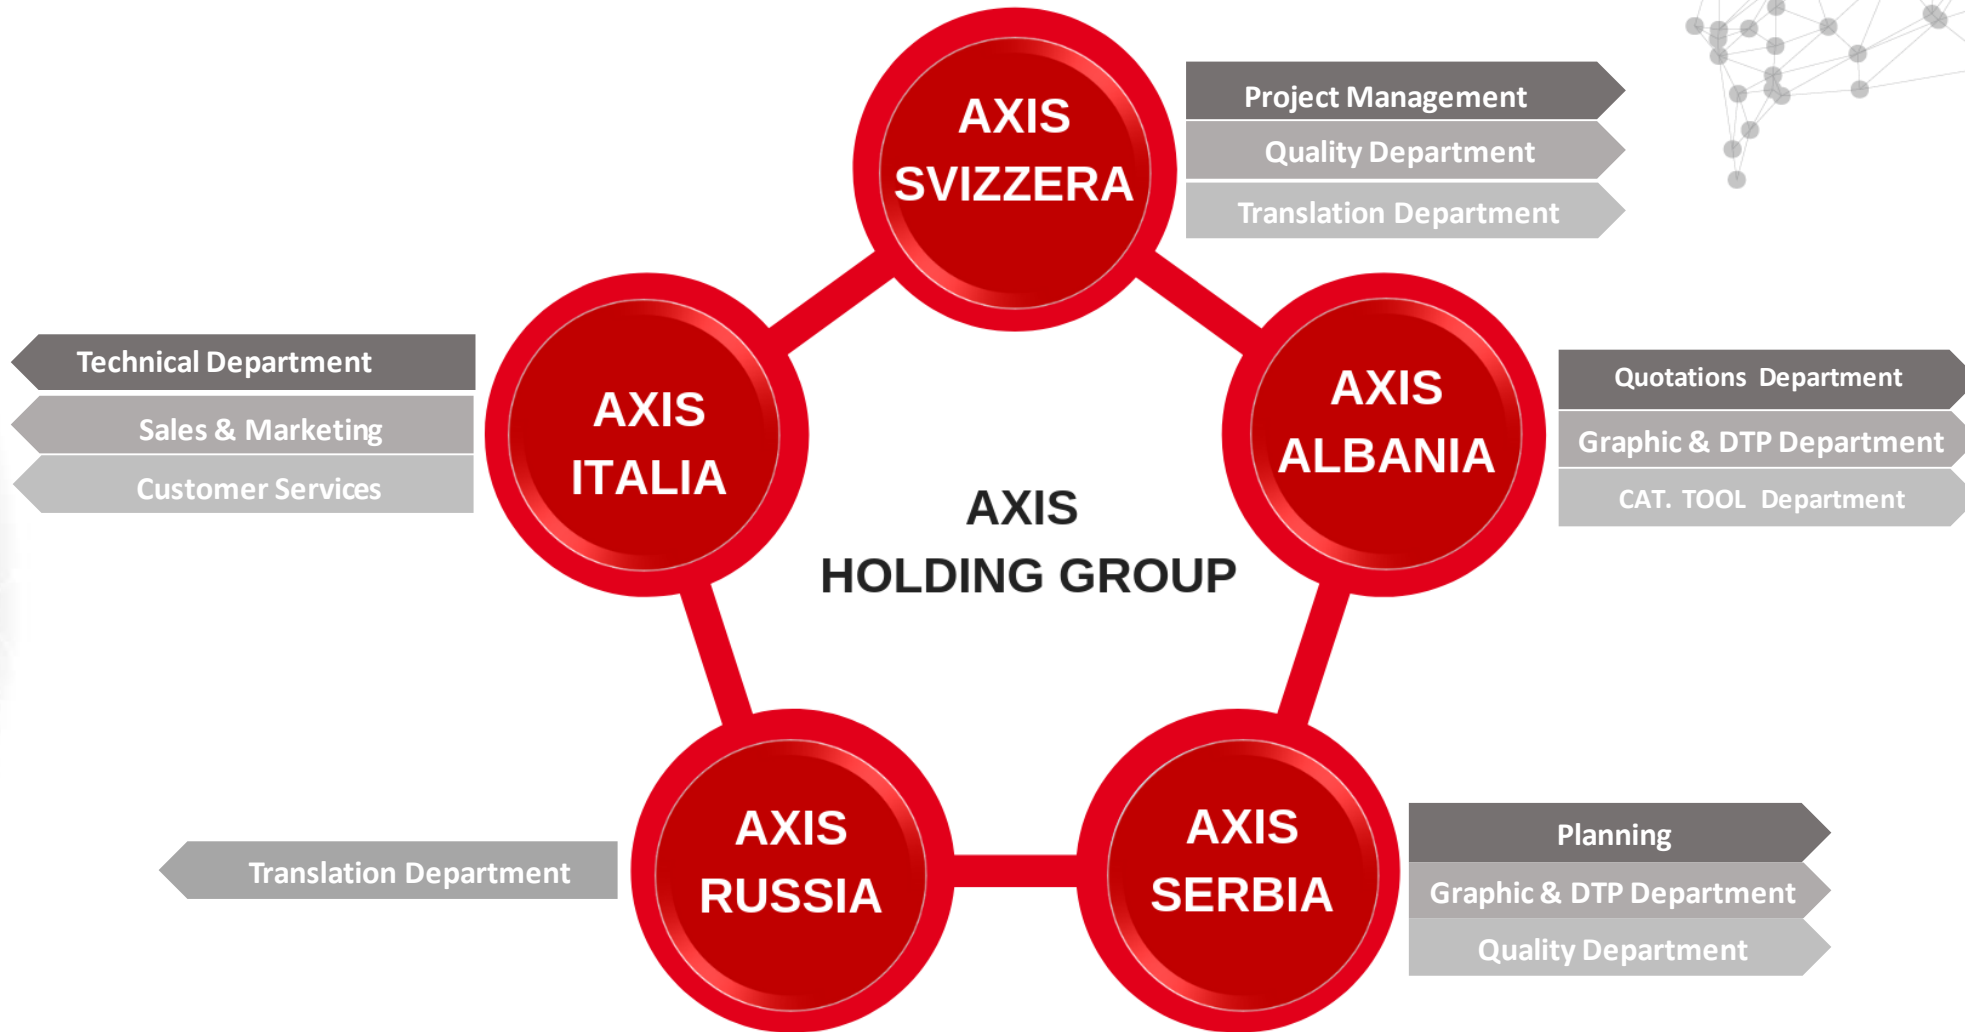 AXIS
SVIZZERA
Project Management
Quality Department
Translation Department
Technical Department
Sales & Marketing
Customer Services
AXIS
ITALIA
AXIS
HOLDING GROUP
AXIS
ALBANIA
Quotations Department
Graphic & DTP Department
CAT. TOOL Department
Translation Department
AXIS
RUSSIA
AXIS
SERBIA
Planning
Graphic & DTP Department
Quality Department